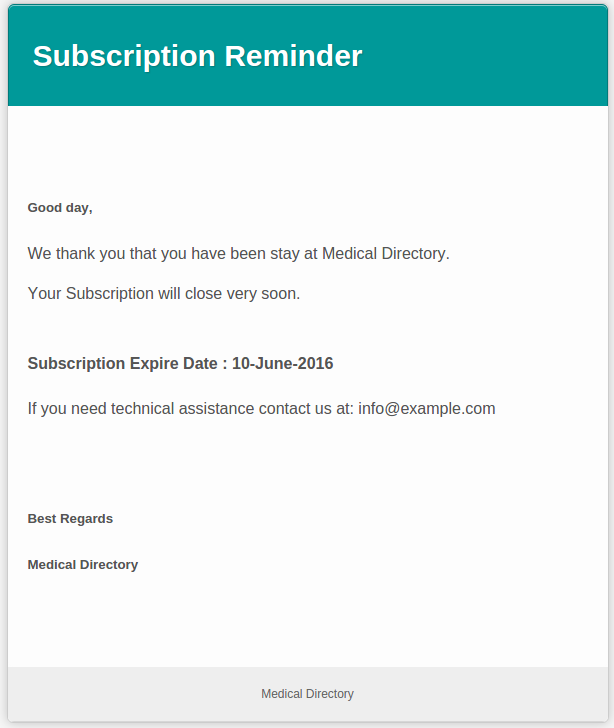 Subscription Reminder
Good day,
We thank you that you have been stay at Medical Directory.
Your Subscription will close very soon.
Subscription Expire Date : 10-June-2016
If you need technical assistance contact us at: info@example.com
Best Regards
Medical Directory
Medical Directory